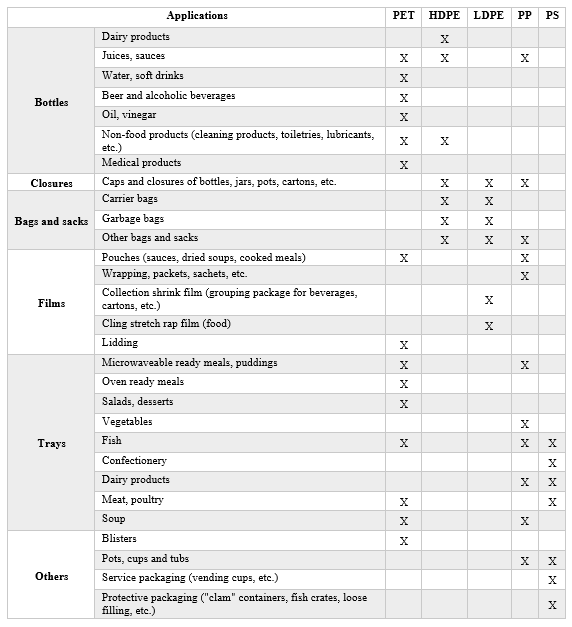 Applications PET HDPE LDPE PP PS
Bottles
Dairy products X
Juices, sauces X X X
Water, soft drinks X
Beer and alcoholic beverages X
Oil, vinegar X
Non-food products (cleaning products, toiletries, lubricants,
etc.) X X
Medical products X
Closures Caps and closures of bottles, jars, pots, cartons, etc. X X X
Bags and sacks
Carrier bags X X
Garbage bags X X
Other bags and sacks X X X
Films
Pouches (sauces, dried soups, cooked meals) X X
Wrapping, packets, sachets, etc. X
Collection shrink film (grouping package for beverages,
cartons, etc.) X
Cling stretch rap film (food) X
Lidding X
Trays
Microwaveable ready meals, puddings X X
Oven ready meals X
Salads, desserts X
Vegetables X
Fish X X X
Confectionery X
Dairy products X X
Meat, poultry X X
Soup X X
Others
Blisters X
Pots, cups and tubs X X
Service packaging (vending cups, etc.) X
Protective packaging ("clam" containers, fish crates, loose
filling, etc.) X